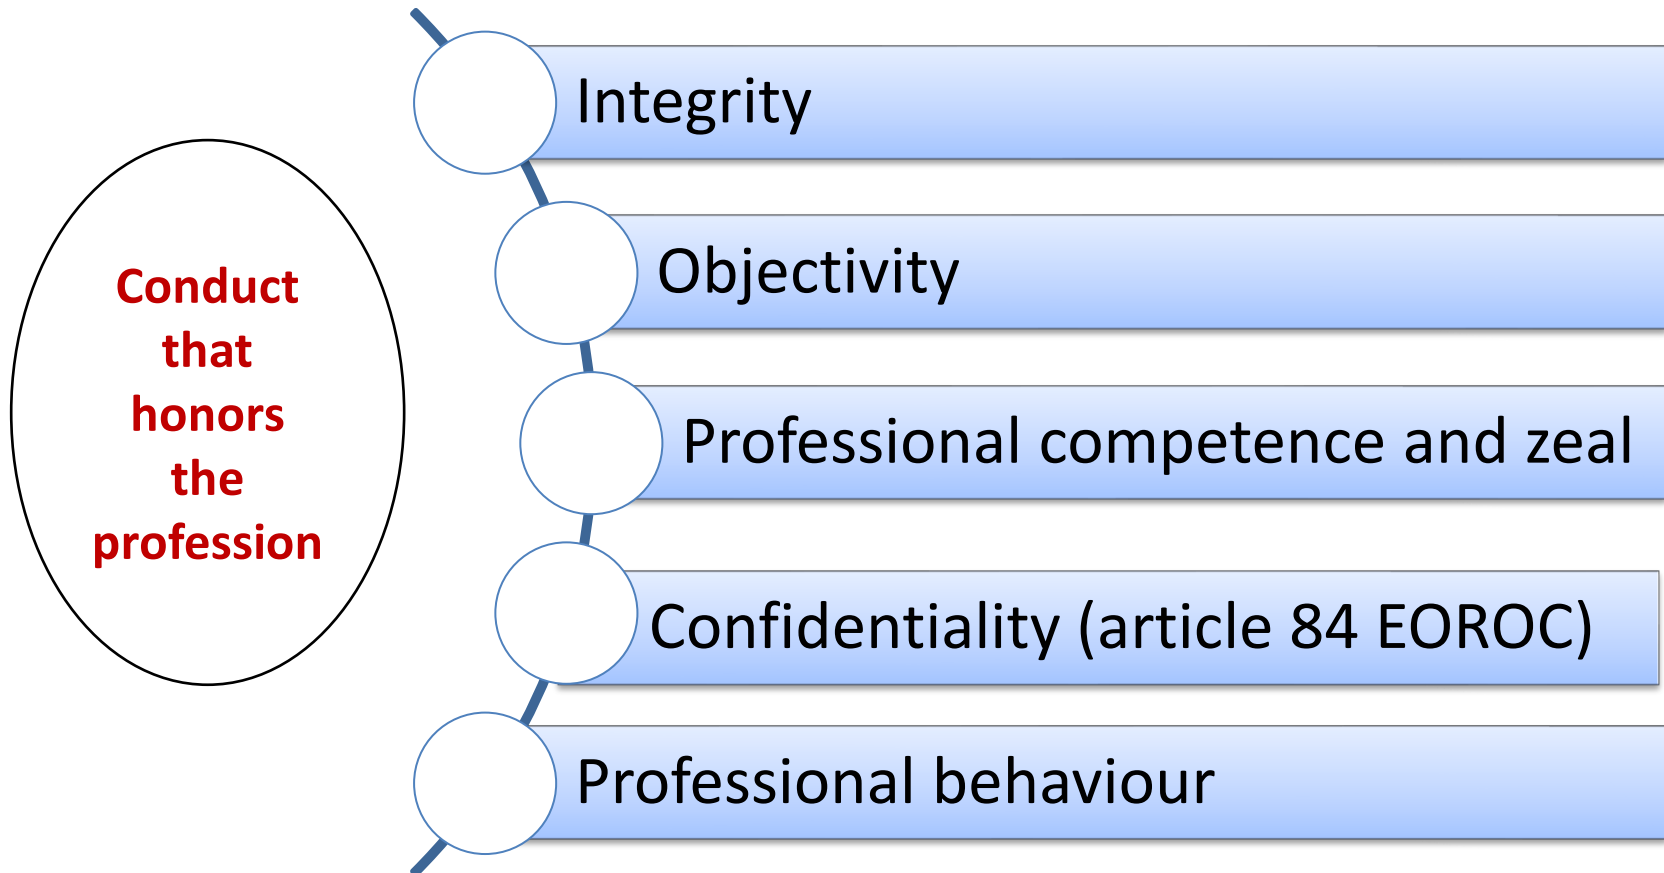 Conduct
that
honors
the
profession
Integrity
Objectivity
Professional competence and zeal
Confidentiality (article 84 EOROC)
Professional behaviour